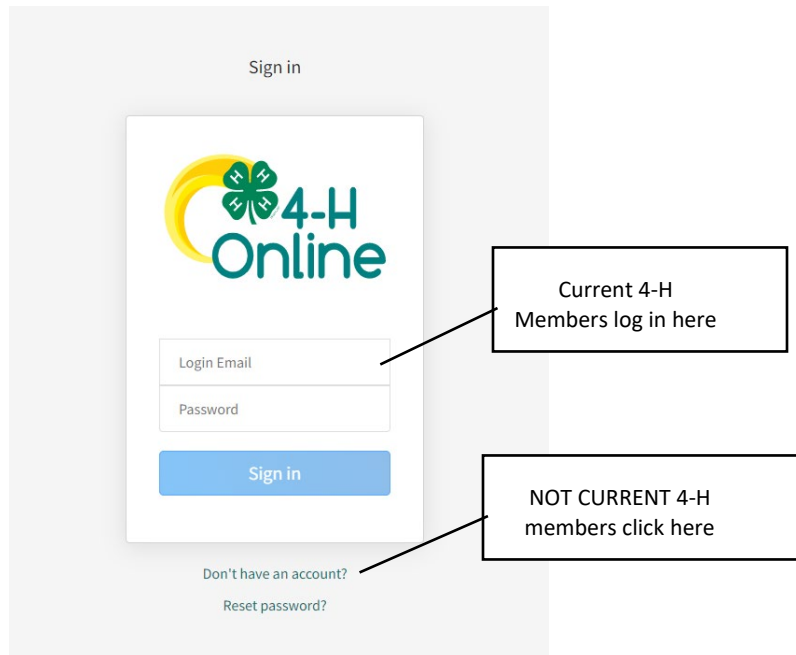 Sign in
H H H H
4-H
Online
Current 4-H
Members log in here
Login Email
Password
Sign in
NOT CURRENT 4-H
members click here
Don't have an account?
Reset password?